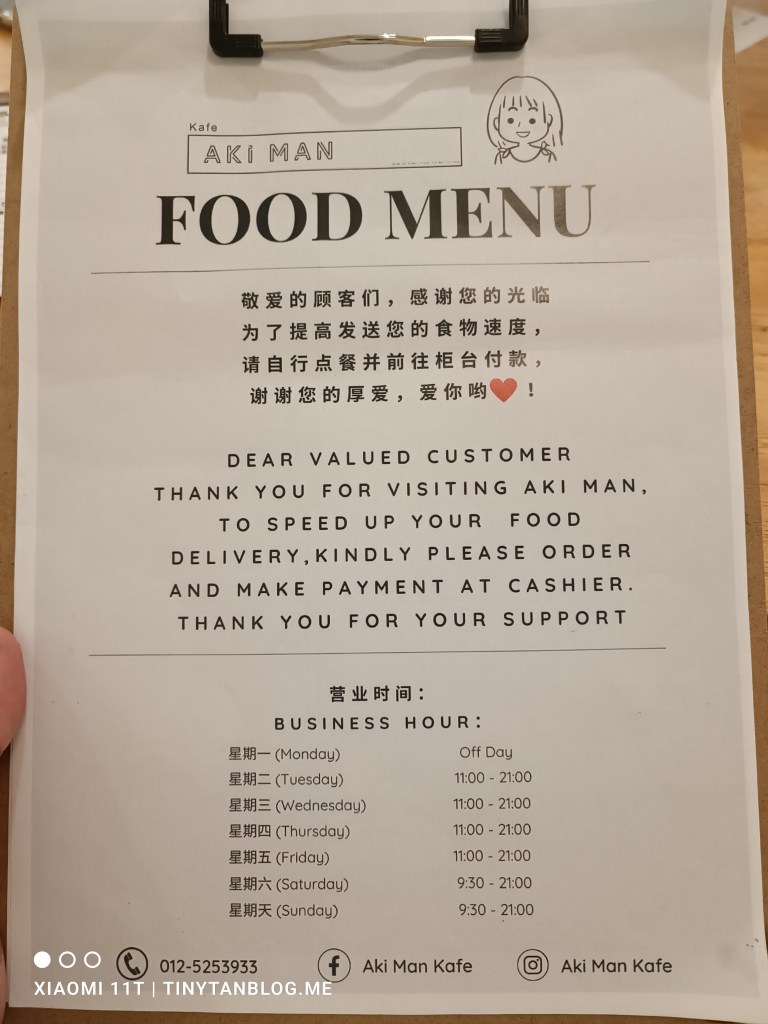 Kafe
AKi MAN
FOOD MENU
敬爱的顾客们，感谢您的光临
为了提高发送您的食物速度，
请自行点餐并前往柜台付款，
谢谢您的厚爱，爱你哟❤️！
DEAR VALUED CUSTOMER
THANK YOU FOR VISITING AKI MAN,
TO SPEED UP YOUR FOOD
DELIVERY,KINDLY PLEASE ORDER
AND MAKE PAYMENT AT CASHIER.
THANK YOU FOR YOUR SUPPORT
营业时间：
BUSINESS HOUR：
星期一 (Monday) Off Day
星期二 (Tuesday) 11:00 - 21:00
星期三 (Wednesday) 11:00 - 21:00
星期四 (Thursday) 11:00 - 21:00
星期五 (Friday) 11:00 - 21:00
星期六 (Saturday) 9:30 - 21:00
星期天 (Sunday) 9:30 - 21:00
012-5253933 Aki Man Kafe Aki Man Kafe
XIAOMI 11T | TINYTANBLOG.ME